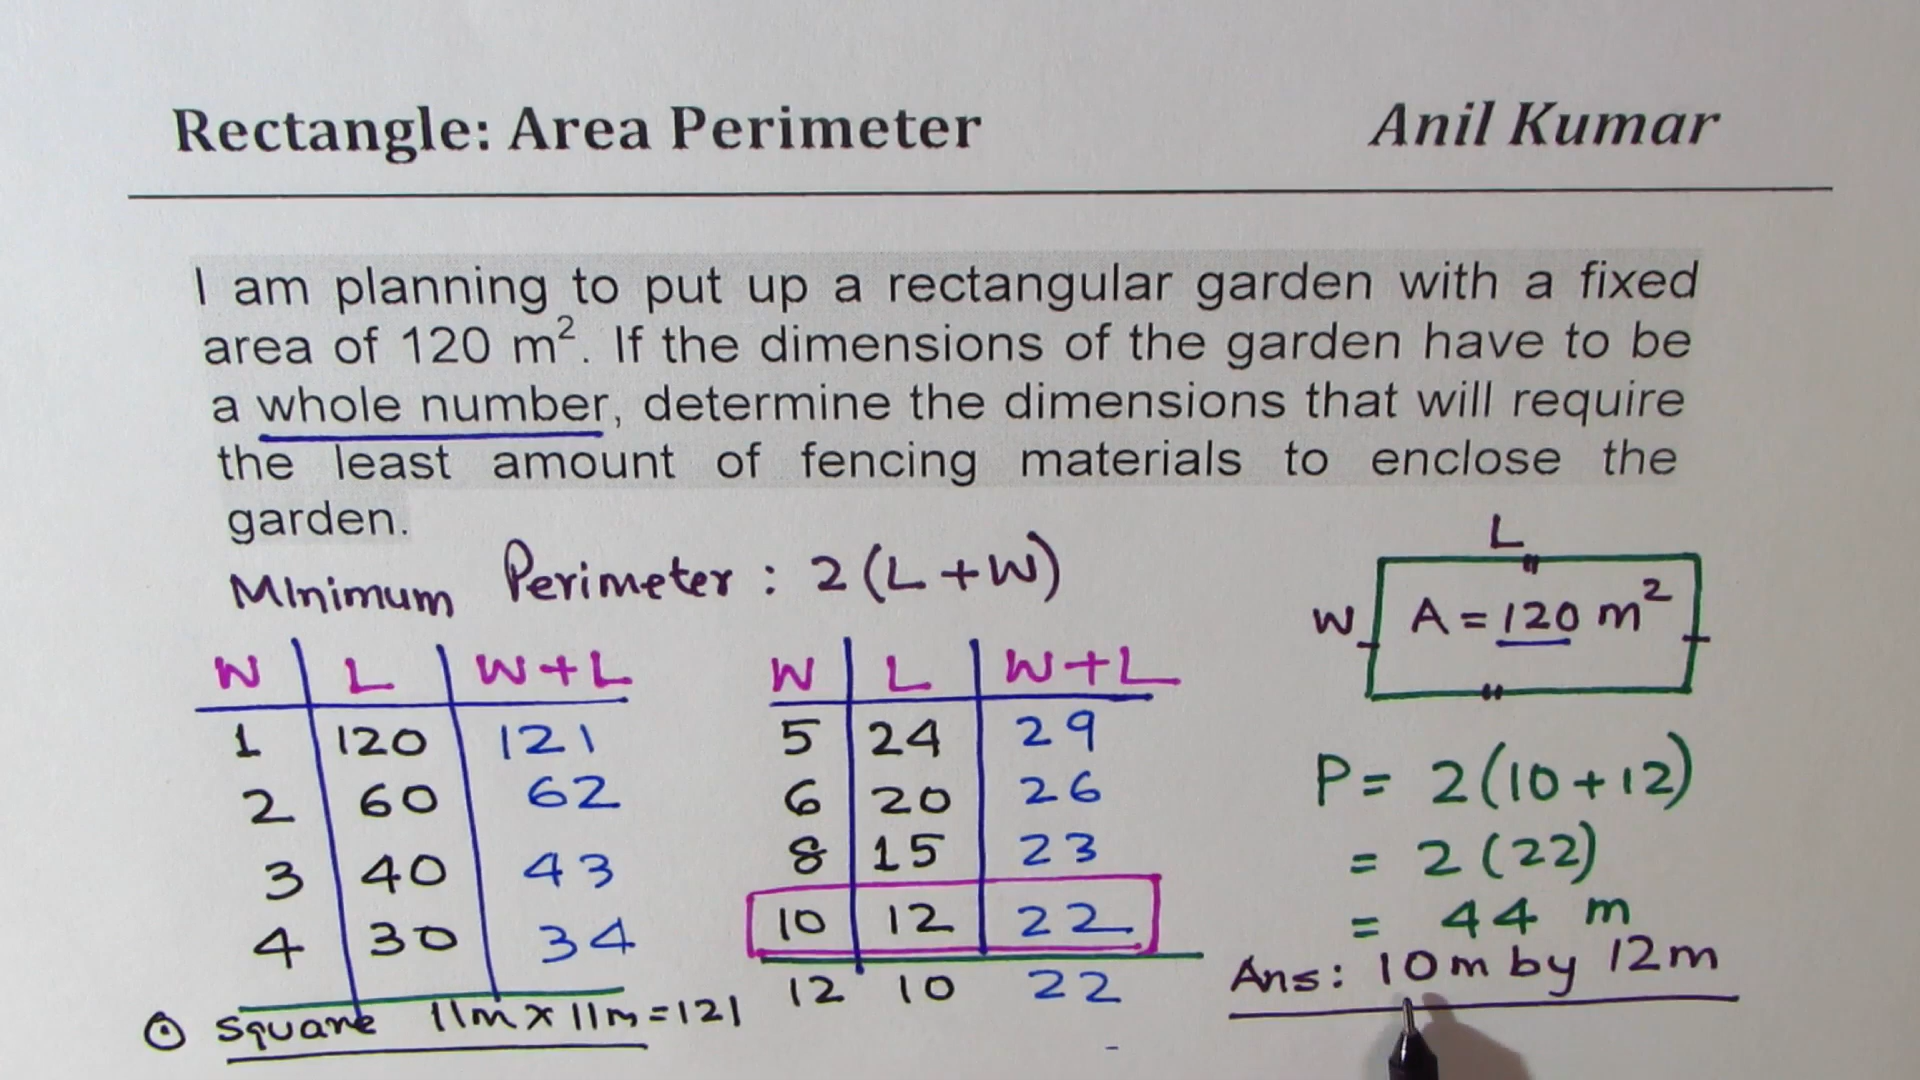 Rectangle: Area Perimeter Anil Kumar
I am planning to put up a rectangular garden with a fixed
area of 120 m². If the dimensions of the garden have to be
a whole number, determine the dimensions that will require
the least amount of fencing materials to enclose the
garden.
MInimum Perimeter : 2(L+W)
L
W A = 120 m²
W L W+L
1 120 121
2 60 62
3 40 43
4 30 34
W L W+L
5 24 29
6 20 26
8 15 23
10 12 22
12 10 22
P = 2(10+12)
= 2(22)
= 44 m
Ans: 10m by 12m
Square 11m x 11m = 121